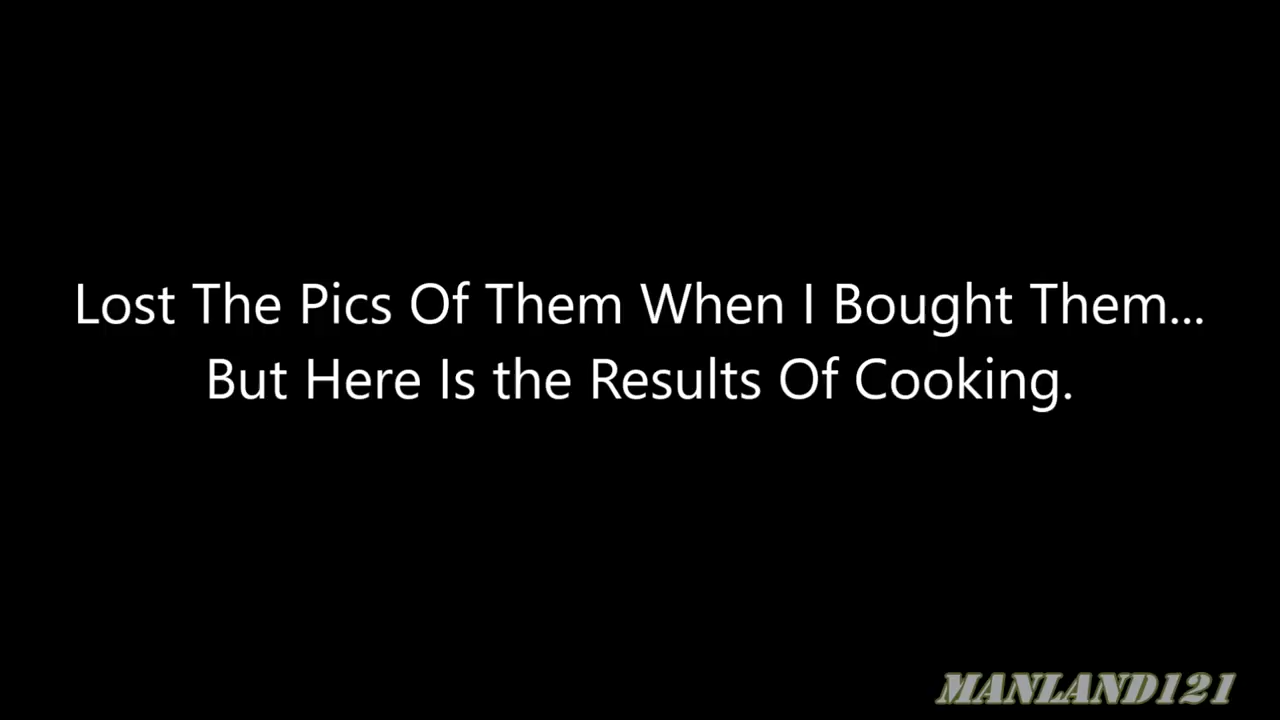 Lost The Pics Of Them When I Bought Them...
But Here Is the Results Of Cooking.
MANLAND121